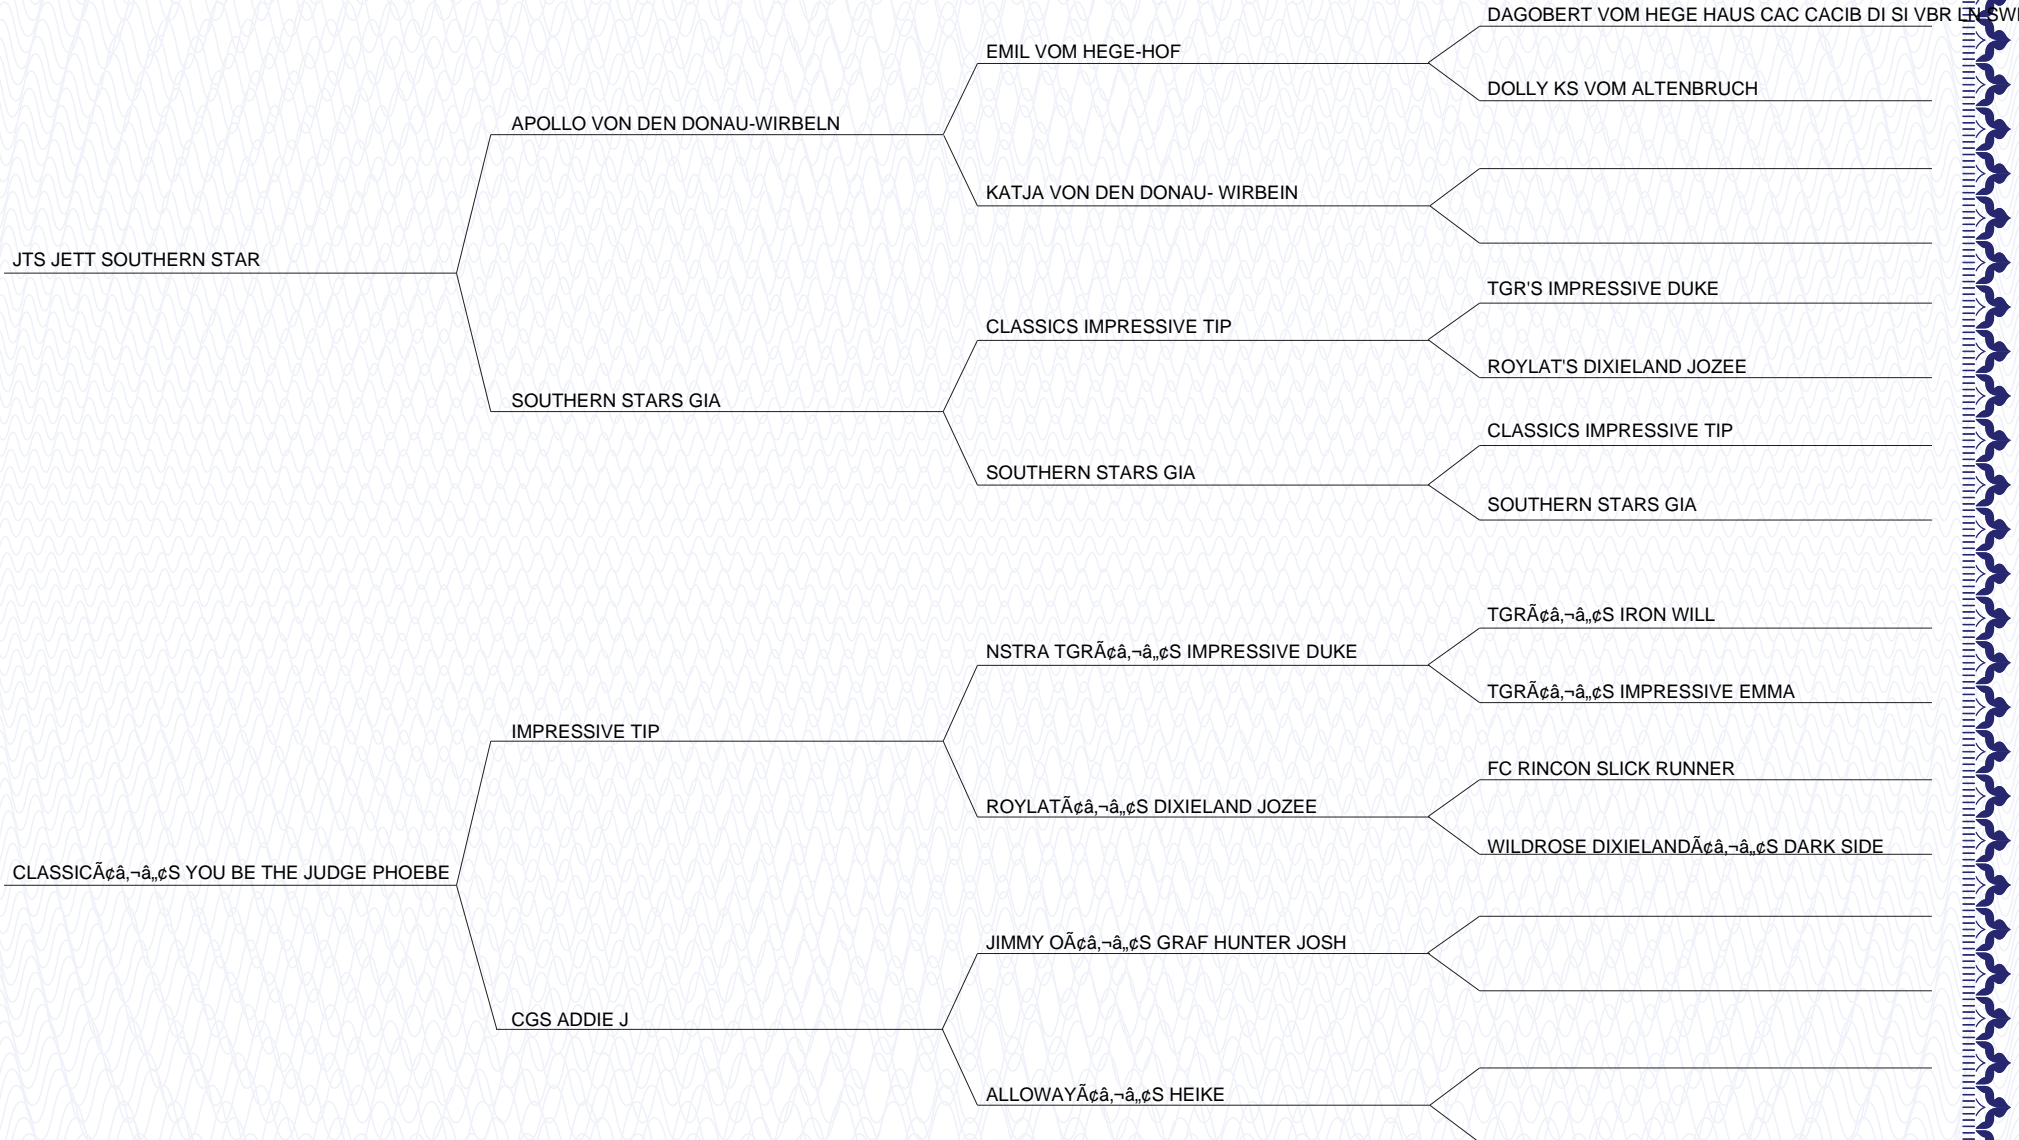 DAGOBERT VOM HEGE HAUS CAC CACIB DI SI VBR LN SW
EMIL VOM HEGE-HOF
DOLLY KS VOM ALTENBRUCH
APOLLO VON DEN DONAU-WIRBELN
KATJA VON DEN DONAU- WIRBEIN
JTS JETT SOUTHERN STAR
TGR'S IMPRESSIVE DUKE
CLASSICS IMPRESSIVE TIP
ROYLAT'S DIXIELAND JOZEE
SOUTHERN STARS GIA
CLASSICS IMPRESSIVE TIP
SOUTHERN STARS GIA
SOUTHERN STARS GIA
TGRÃ¢â‚¬â„¢S IRON WILL
NSTRA TGRÃ¢â‚¬â„¢S IMPRESSIVE DUKE
TGRÃ¢â‚¬â„¢S IMPRESSIVE EMMA
IMPRESSIVE TIP
FC RINCON SLICK RUNNER
ROYLATÃ¢â‚¬â„¢S DIXIELAND JOZEE
WILDROSE DIXIELANDÃ¢â‚¬â„¢S DARK SIDE
CLASSICÃ¢â‚¬â„¢S YOU BE THE JUDGE PHOEBE
JIMMY OÃ¢â‚¬â„¢S GRAF HUNTER JOSH
CGS ADDIE J
ALLOWAYÃ¢â‚¬â„¢S HEIKE